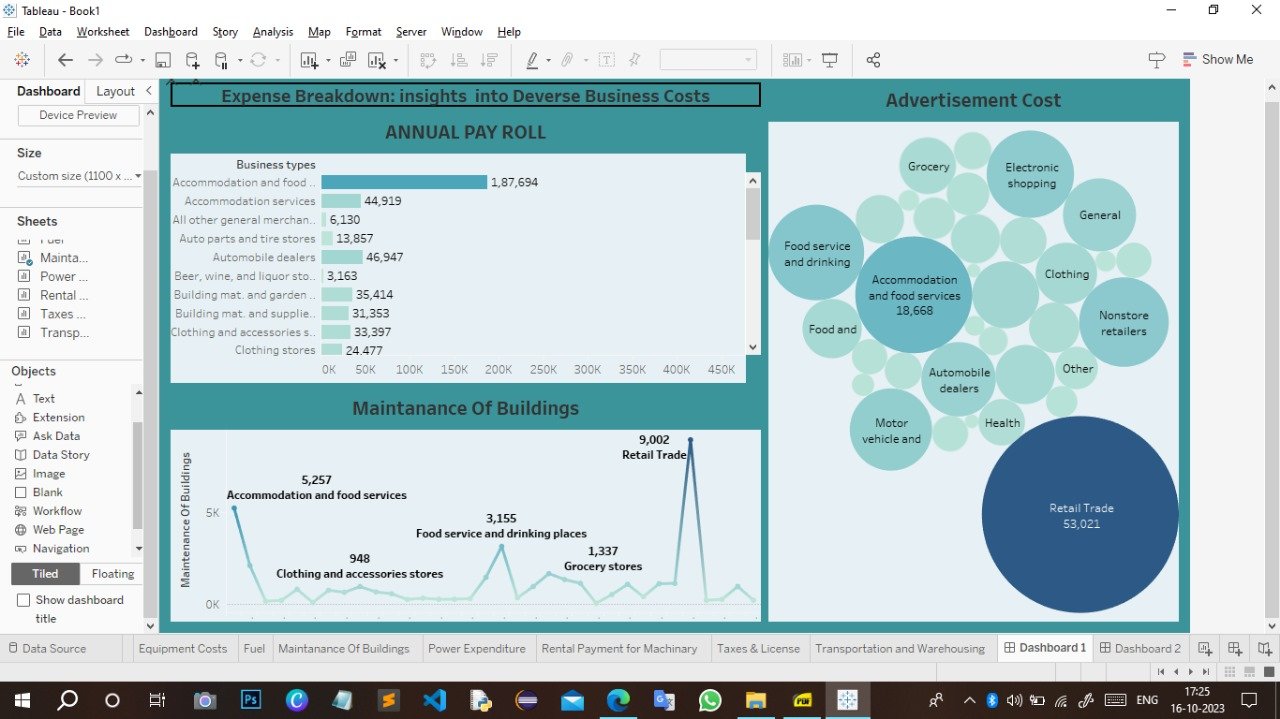 Tableau - Book1
File Data Worksheet Dashboard Story Analysis Map Format Server Window Help
Show Me
Dashboard Layout
Device Preview
Size
Custom size (1100 x ...
Sheets
Fuel
Mainta...
Power ...
Rental ...
Taxes ...
Transp...
Objects
Text
Extension
Ask Data
Data Story
Image
Blank
Workflow
Web Page
Navigation
Tiled Floating
Show dashboard
title
Expense Breakdown: insights into Deverse Business Costs
ANNUAL PAY ROLL
Business types
Accommodation and food .. 1,87,694
Accommodation services 44,919
All other general merchan.. 6,130
Auto parts and tire stores 13,857
Automobile dealers 46,947
Beer, wine, and liquor sto.. 3,163
Building mat. and garden .. 35,414
Building mat. and supplie.. 31,353
Clothing and accessories s.. 33,397
Clothing stores 24,477
0K 50K 100K 150K 200K 250K 300K 350K 400K 450K
Maintanance Of Buildings
Maintenance Of Buildings
5K
0K
5,257
Accommodation and food services
948
Clothing and accessories stores
3,155
Food service and drinking places
1,337
Grocery stores
9,002
Retail Trade
Advertisement Cost
Grocery
Electronic
shopping
General
Food service
and drinking
Accommodation
and food services
18,668
Clothing
Nonstore
retailers
Food and
Automobile
dealers
Other
Motor
vehicle and
Health
Retail Trade
53,021
Data Source Equipment Costs Fuel Maintanance Of Buildings Power Expenditure Rental Payment for Machinary Taxes & License Transportation and Warehousing Dashboard 1 Dashboard 2
Ps
PDF
ENG
17:25
16-10-2023